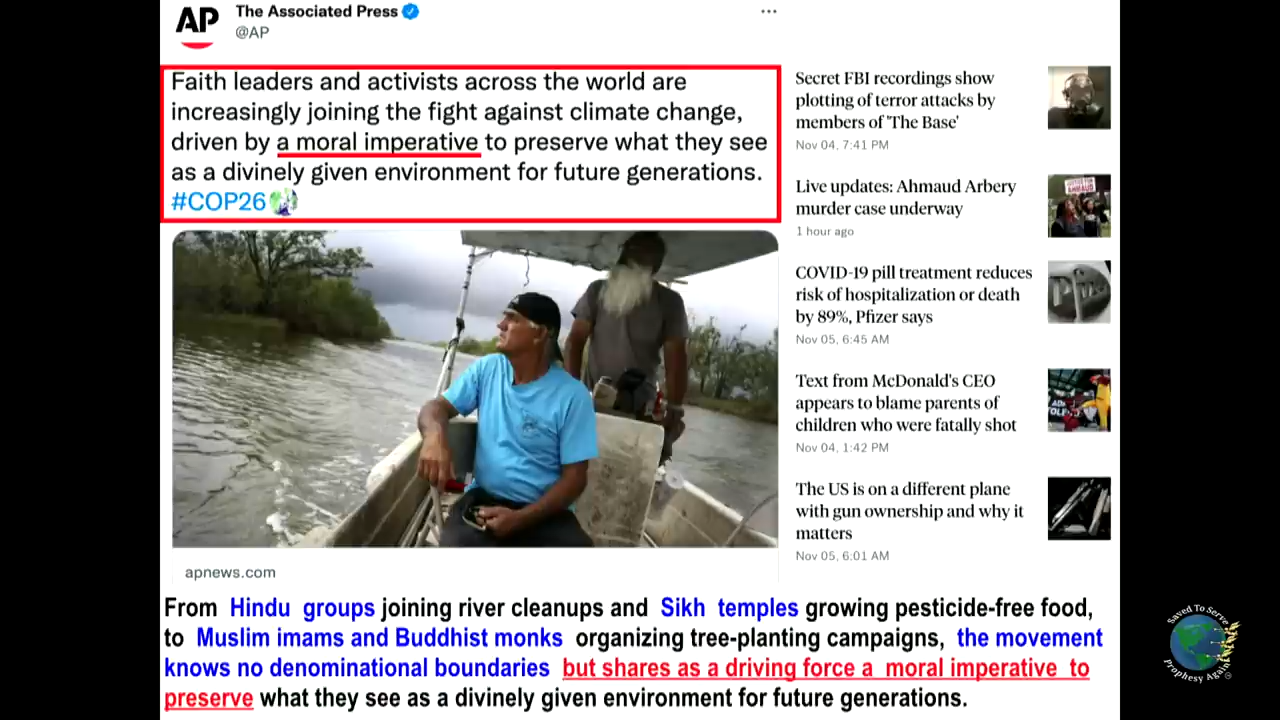 AP
The Associated Press
@AP
Faith leaders and activists across the world are
increasingly joining the fight against climate change,
driven by a moral imperative to preserve what they see
as a divinely given environment for future generations.
#COP26
apnews.com
Secret FBI recordings show
plotting of terror attacks by
members of 'The Base'
Nov 04, 7:41 PM
Live updates: Ahmaud Arbery
murder case underway
1 hour ago
COVID-19 pill treatment reduces
risk of hospitalization or death
by 89%, Pfizer says
Nov 05, 6:45 AM
Text from McDonald's CEO
appears to blame parents of
children who were fatally shot
Nov 04, 1:42 PM
The US is on a different plane
with gun ownership and why it
matters
Nov 05, 6:01 AM
From Hindu groups joining river cleanups and Sikh temples growing pesticide-free food,
to Muslim imams and Buddhist monks organizing tree-planting campaigns, the movement
knows no denominational boundaries but shares as a driving force a moral imperative to
preserve what they see as a divinely given environment for future generations.
Saved To Serve
Prophesy Again